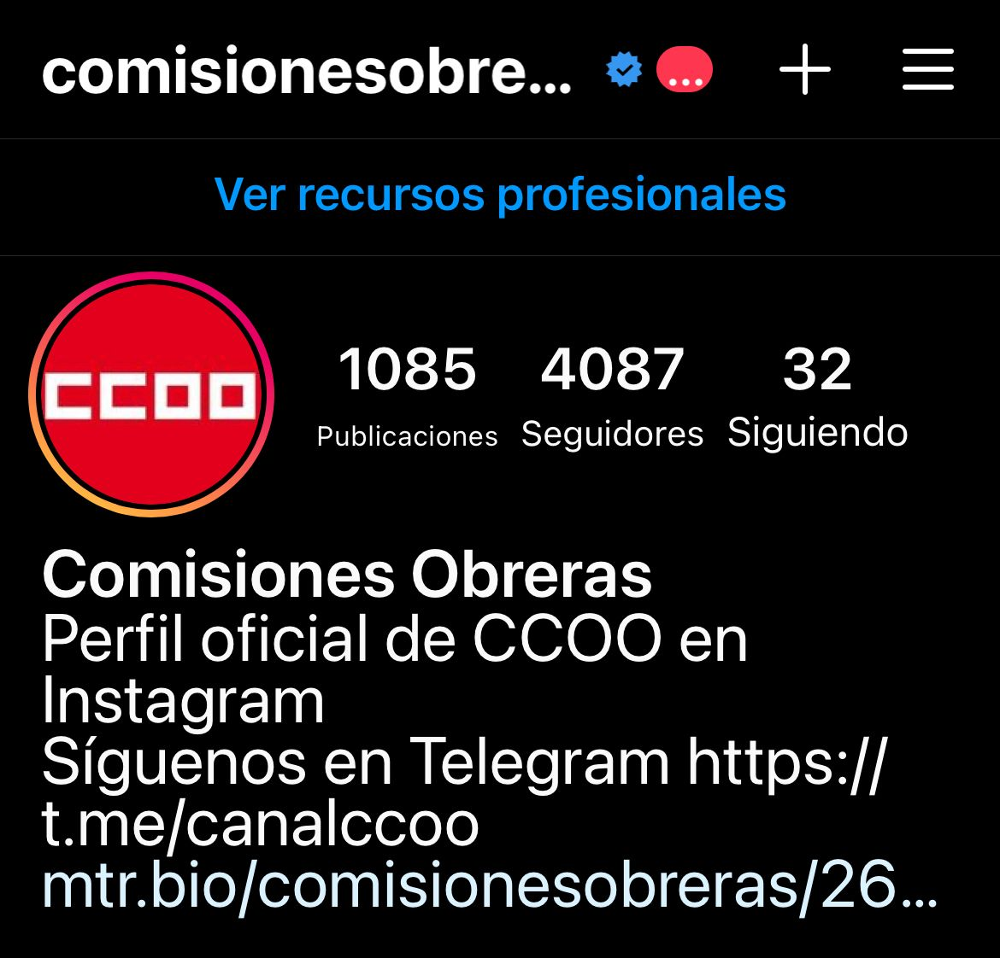 comisionesobre...
...
Ver recursos profesionales
CCOO
1085 4087 32
Publicaciones Seguidores Siguiendo
Comisiones Obreras
Perfil oficial de CCOO en
Instagram
Síguenos en Telegram https://
t.me/canalccoo
mtr.bio/comisionesobreras/26...